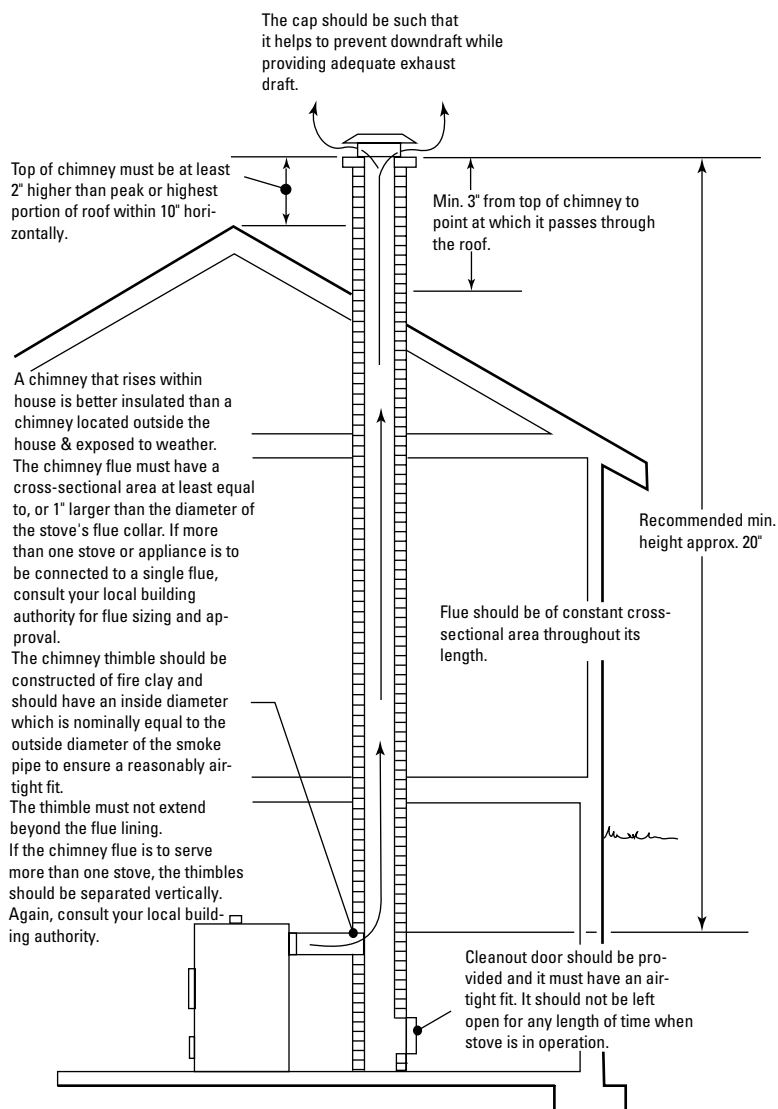 The cap should be such that
it helps to prevent downdraft while
providing adequate exhaust
draft.
Top of chimney must be at least
2" higher than peak or highest
portion of roof within 10" hori-
zontally.
Min. 3" from top of chimney to
point at which it passes through
the roof.
A chimney that rises within
house is better insulated than a
chimney located outside the
house & exposed to weather.
The chimney flue must have a
cross-sectional area at least equal
to, or 1" larger than the diameter of
the stove's flue collar. If more
than one stove or appliance is to
be connected to a single flue,
consult your local building
authority for flue sizing and ap-
proval.
The chimney thimble should be
constructed of fire clay and
should have an inside diameter
which is nominally equal to the
outside diameter of the smoke
pipe to ensure a reasonably air-
tight fit.
The thimble must not extend
beyond the flue lining.
If the chimney flue is to serve
more than one stove, the thimbles
should be separated vertically.
Again, consult your local build-
ing authority.
Recommended min.
height approx. 20"
Flue should be of constant cross-
sectional area throughout its
length.
Cleanout door should be pro-
vided and it must have an air-
tight fit. It should not be left
open for any length of time when
stove is in operation.